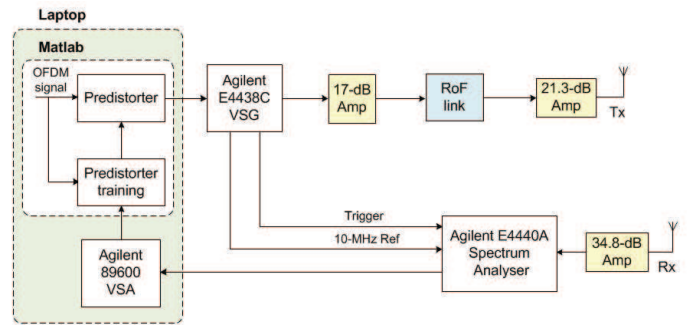 Laptop
Matlab
OFDM
signal
Predistorter
Agilent
E4438C
VSG
17-dB
Amp
RoF
link
21.3-dB
Amp
Tx
Predistorter
training
Trigger
10-MHz Ref
Agilent E4440A
Spectrum
Analyser
34.8-dB
Amp
Rx
Agilent
89600
VSA